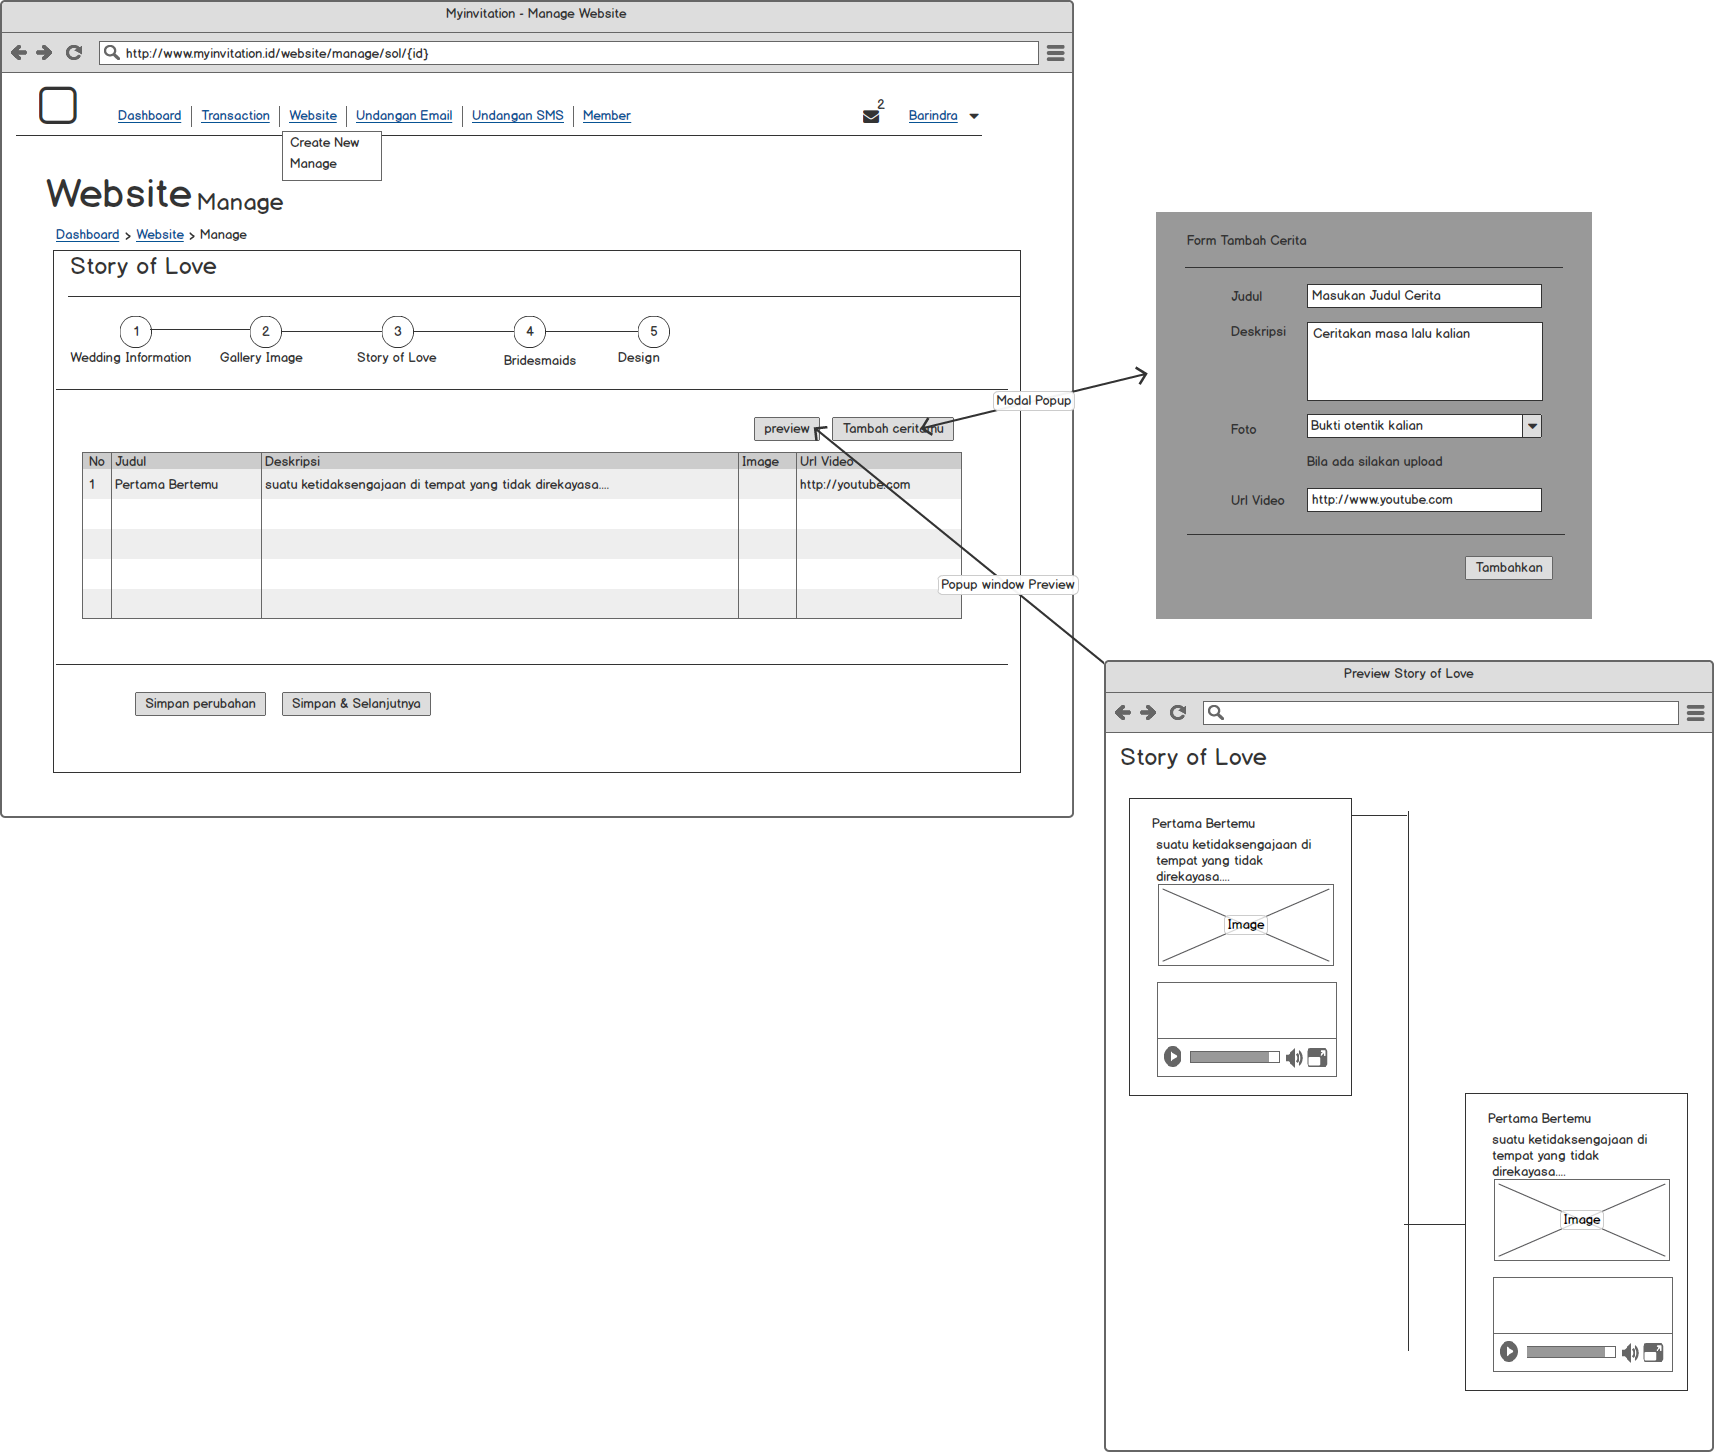 Myinvitation - Manage Website
http://www.myinvitation.id/website/manage/sol/{id}
Dashboard Transaction Website Undangan Email Undangan SMS Member 2 Barindra
Create New
Manage
Website Manage
Dashboard > Website > Manage
Story of Love
1 2 3 4 5
Wedding Information Gallery Image Story of Love Bridesmaids Design
Modal Popup
preview Tambah ceritamu
No Judul Deskripsi Image Url Video
1 Pertama Bertemu suatu ketidaksengajaan di tempat yang tidak direkayasa.... http://youtube.com
Popup window Preview
Simpan perubahan Simpan & Selanjutnya
Form Tambah Cerita
Judul Masukan Judul Cerita
Deskripsi Ceritakan masa lalu kalian
Foto Bukti otentik kalian
Bila ada silakan upload
Url Video http://www.youtube.com
Tambahkan
Preview Story of Love
Story of Love
Pertama Bertemu
suatu ketidaksengajaan di
tempat yang tidak
direkayasa....
Image
Pertama Bertemu
suatu ketidaksengajaan di
tempat yang tidak
direkayasa....
Image